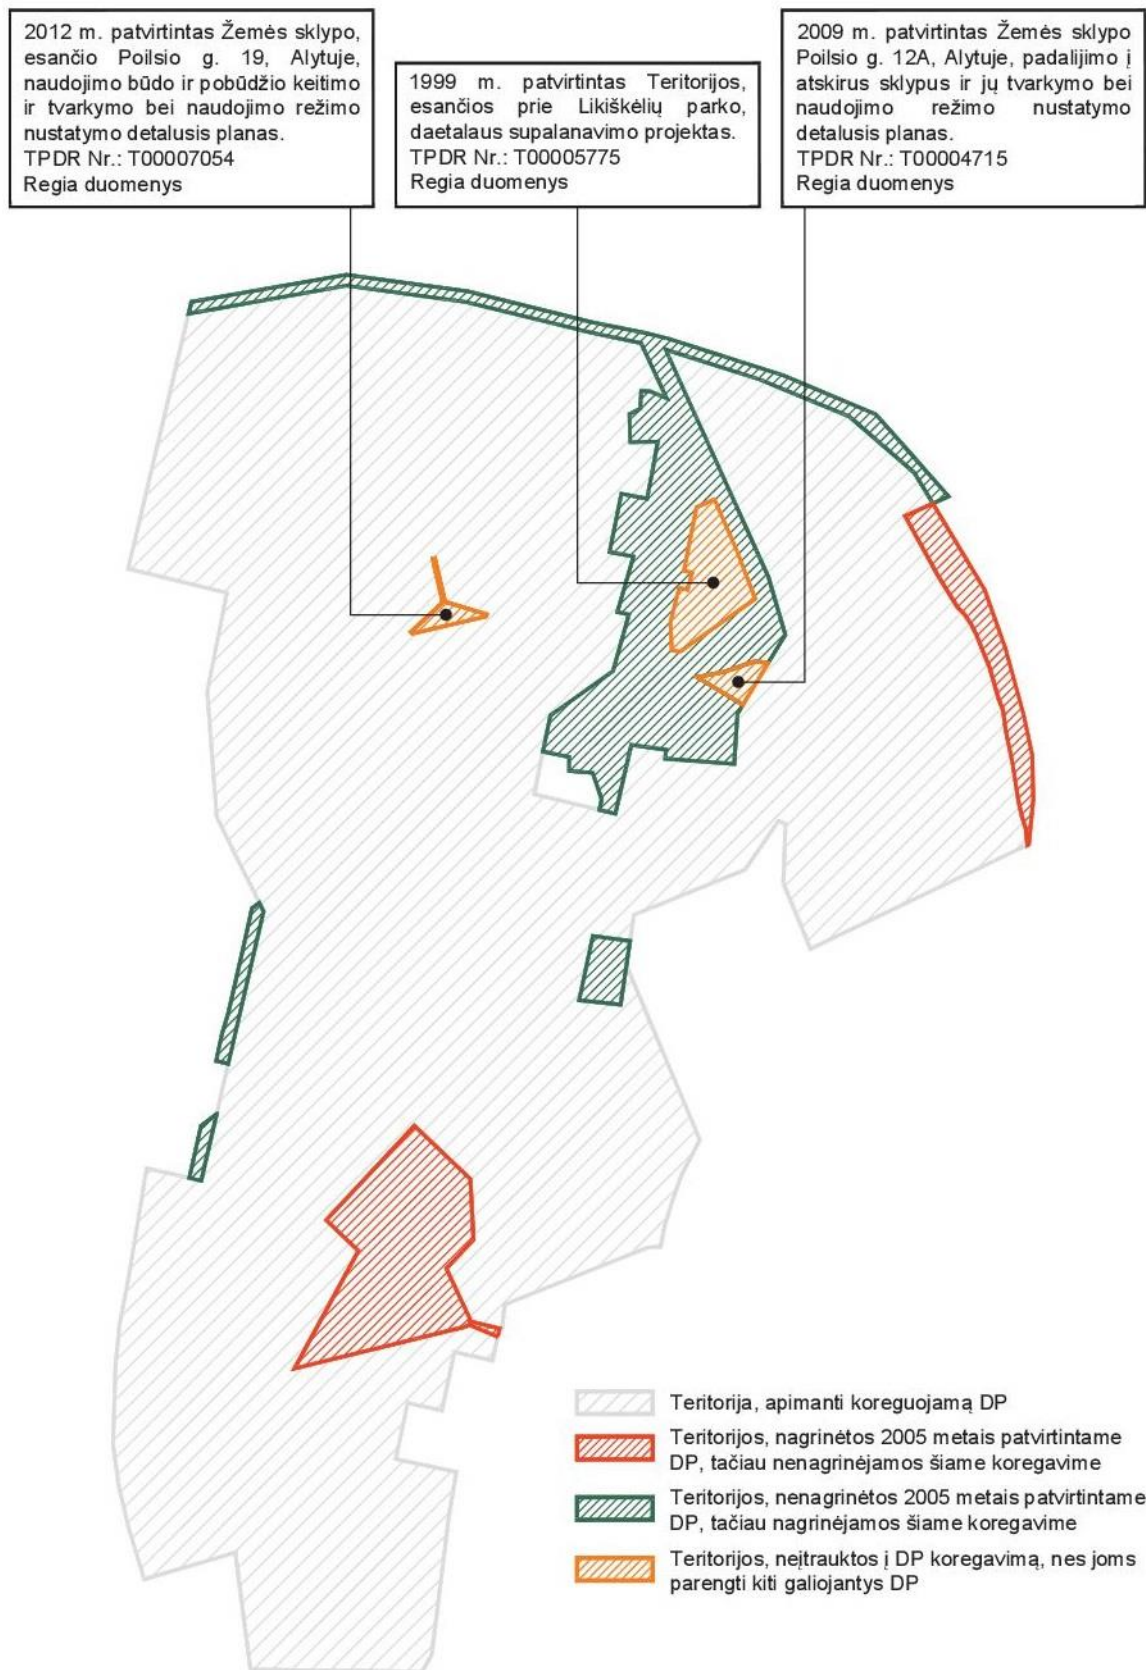 2012 m. patvirtintas Žemės sklypo,
esančio Poilsio g. 19, Alytuje,
naudojimo būdo ir pobūdžio keitimo
ir tvarkymo bei naudojimo režimo
nustatymo detalusis planas.
TPDR Nr.: T00007054
Regia duomenys
1999 m. patvirtintas Teritorijos,
esančios prie Likiškėlių parko,
daetalaus supalanavimo projektas.
TPDR Nr.: T00005775
Regia duomenys
2009 m. patvirtintas Žemės sklypo
Poilsio g. 12A, Alytuje, padalijimo į
atskirus sklypus ir jų tvarkymo bei
naudojimo režimo nustatymo
detalusis planas.
TPDR Nr.: T00004715
Regia duomenys
Teritorija, apimanti koreguojamą DP
Teritorijos, nagrinėtos 2005 metais patvirtintame
DP, tačiau nenagrinėjamos šiame koregavime
Teritorijos, nenagrinėtos 2005 metais patvirtintame
DP, tačiau nagrinėjamos šiame koregavime
Teritorijos, neįtrauktos į DP koregavimą, nes joms
parengti kiti galiojantys DP